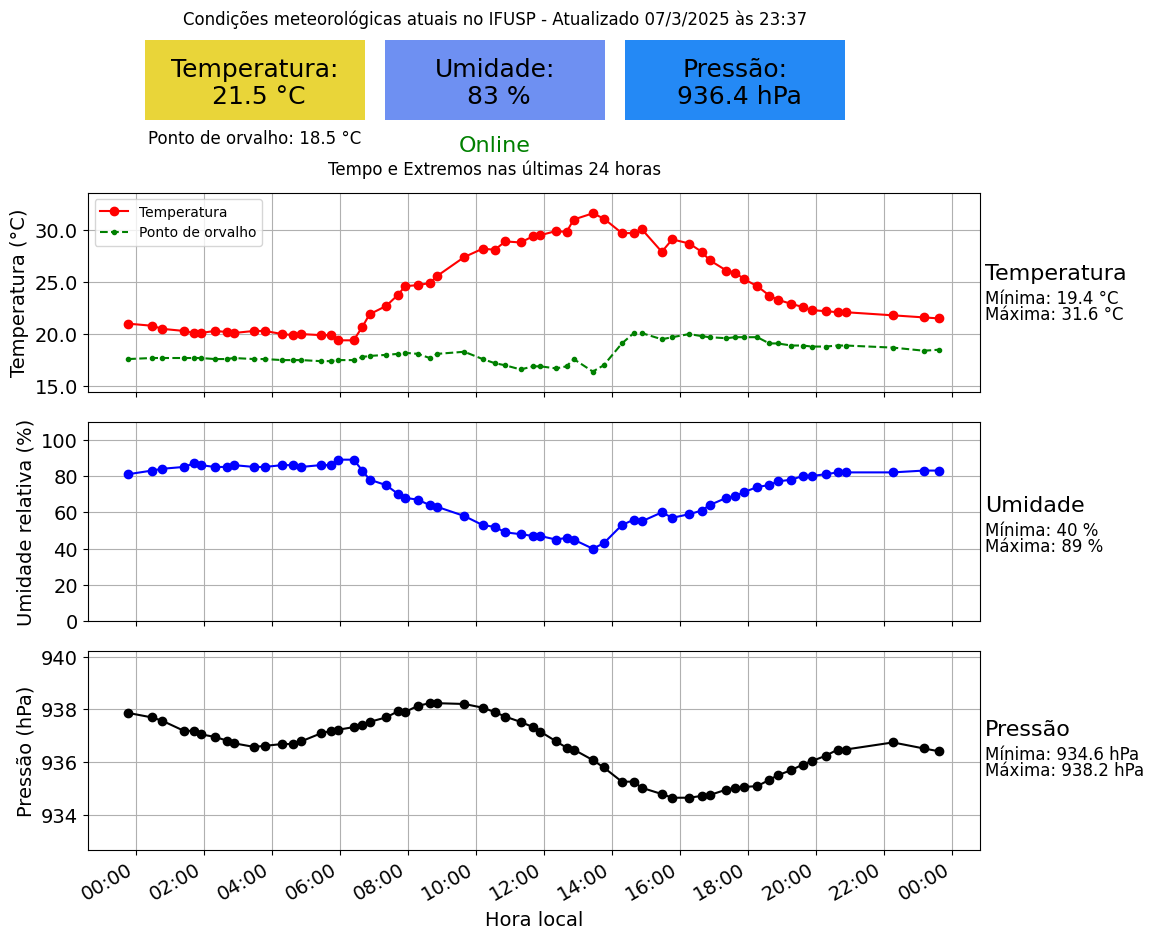 Condições meteorológicas atuais no IFUSP - Atualizado 07/3/2025 às 23:37
Temperatura:
21.5 °C
Umidade:
83 %
Pressão:
936.4 hPa
Ponto de orvalho: 18.5 °C
Online
Tempo e Extremos nas últimas 24 horas
Temperatura (°C)
30.0
25.0
20.0
15.0
Temperatura
Ponto de orvalho
Temperatura
Mínima: 19.4 °C
Máxima: 31.6 °C
Umidade relativa (%)
100
80
60
40
20
0
Umidade
Mínima: 40 %
Máxima: 89 %
Pressão (hPa)
940
938
936
934
Pressão
Mínima: 934.6 hPa
Máxima: 938.2 hPa
00:00 02:00 04:00 06:00 08:00 10:00 12:00 14:00 16:00 18:00 20:00 22:00 00:00
Hora local